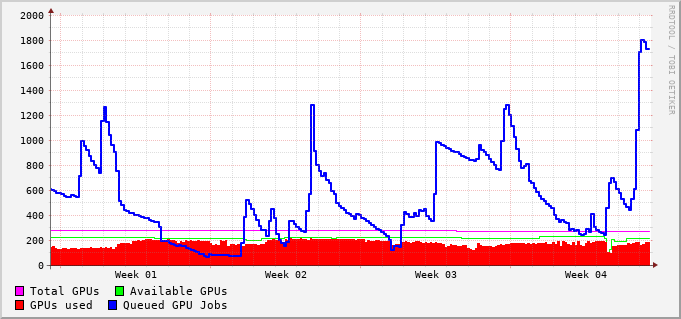 2000
1800
1600
1400
1200
1000
800
600
400
200
0
Week 01 Week 02 Week 03 Week 04
Total GPUs Available GPUs
GPUs used Queued GPU Jobs
RRDTOOL / TOBI OETIKER